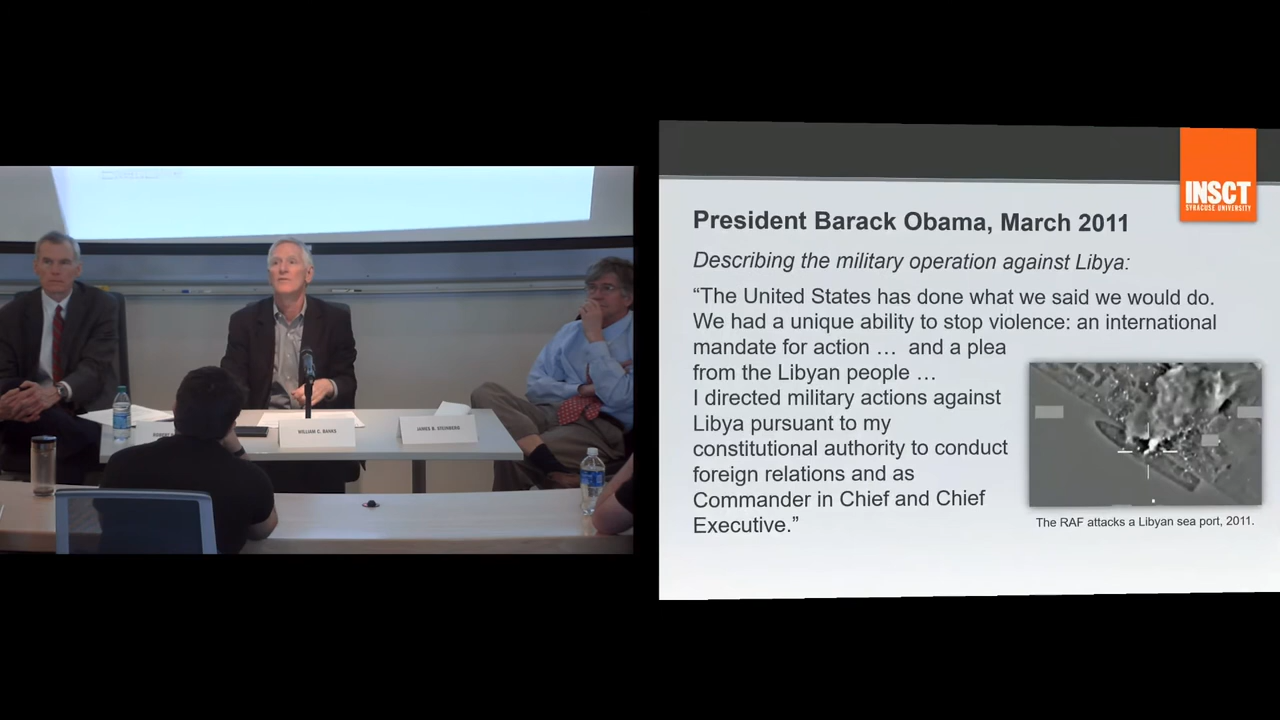 WILLIAM C. BANKS
JAMES B. STEINBERG
INSCT
SYRACUSE UNIVERSITY
President Barack Obama, March 2011
Describing the military operation against Libya:
“The United States has done what we said we would do.
We had a unique ability to stop violence: an international
mandate for action … and a plea
from the Libyan people …
I directed military actions against
Libya pursuant to my
constitutional authority to conduct
foreign relations and as
Commander in Chief and Chief
Executive.”
The RAF attacks a Libyan sea port, 2011.